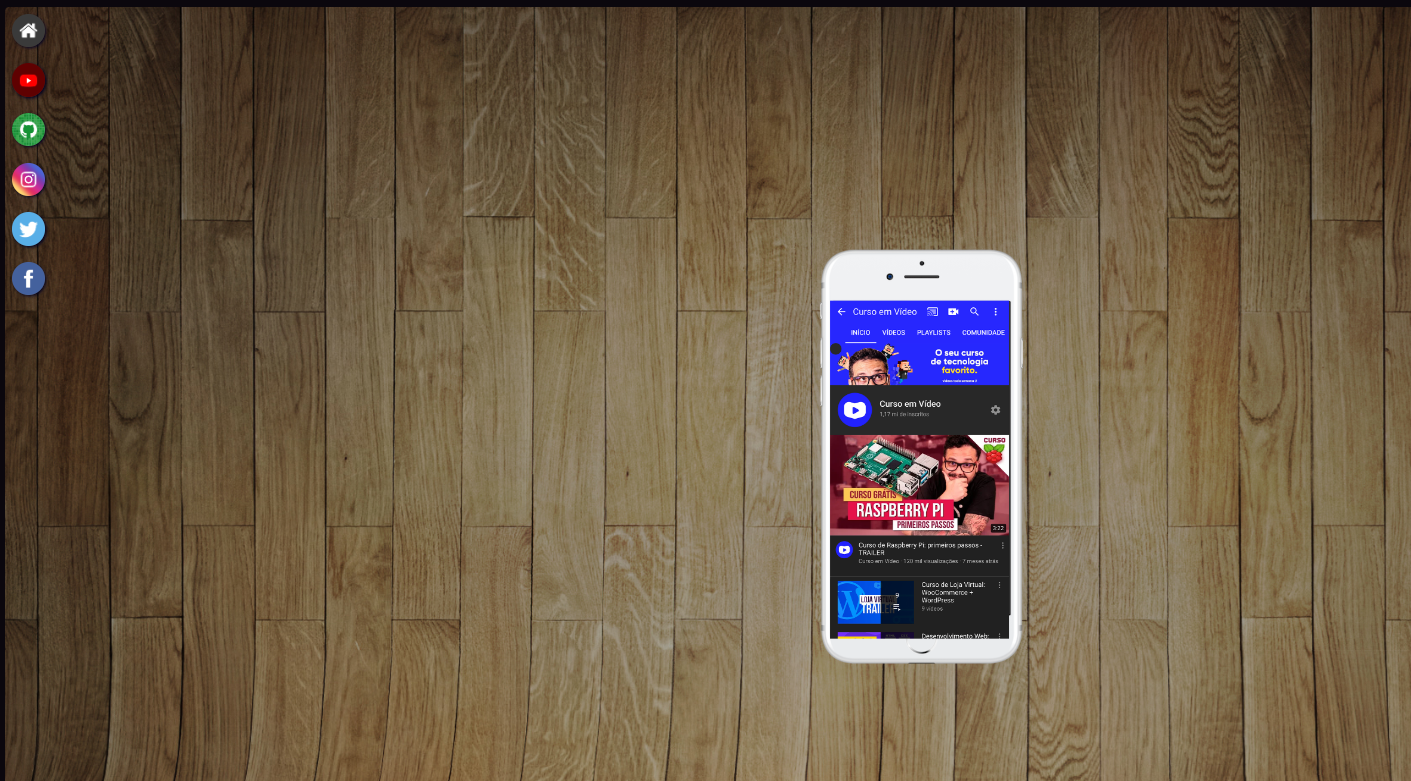 Curso em Vídeo
INÍCIO VÍDEOS PLAYLISTS COMUNIDADE
O seu curso
de tecnologia
favorito.
Curso em Vídeo
1,17 mi de inscritos
CURSO
CURSO GRÁTIS
RASPBERRY PI
PRIMEIROS PASSOS
3:22
Curso de Raspberry Pi: primeiros passos -
TRAILER
Curso em Vídeo 120 mil visualizações 7 meses atrás
LOJA VIRTUAL
TRAILER
9
Curso de Loja Virtual:
WooCommerce +
WordPress
9 vídeos
Desenvolvimento Web: